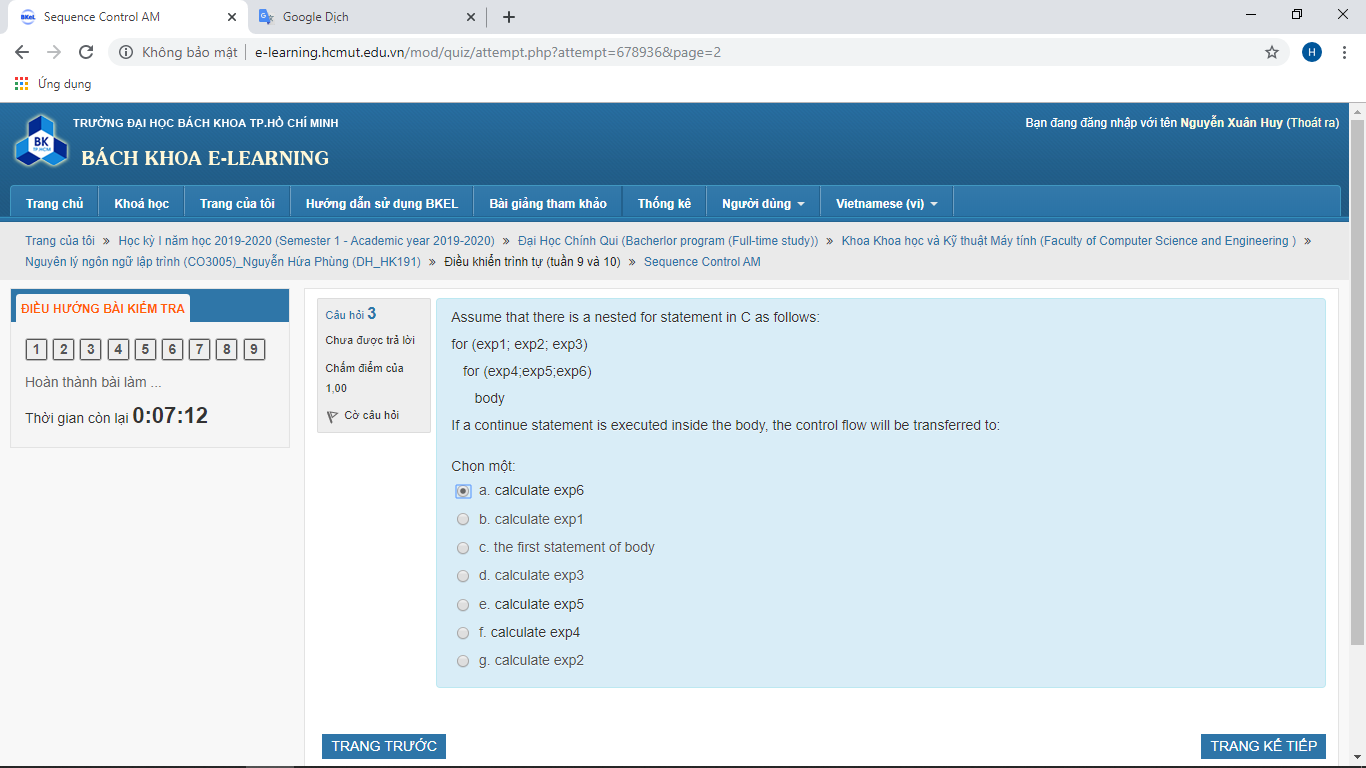 Sequence Control AM
Google Dịch
Không bảo mật
e-learning.hcmut.edu.vn/mod/quiz/attempt.php?attempt=678936&page=2
H
Ứng dụng
BK
TP.HCM
TRƯỜNG ĐẠI HỌC BÁCH KHOA TP.HỒ CHÍ MINH
BÁCH KHOA E-LEARNING
Bạn đang đăng nhập với tên Nguyễn Xuân Huy (Thoát ra)
Trang chủ
Khoá học
Trang của tôi
Hướng dẫn sử dụng BKEL
Bài giảng tham khảo
Thống kê
Người dùng
Vietnamese (vi)
Trang của tôi » Học kỳ I năm học 2019-2020 (Semester 1 - Academic year 2019-2020) » Đại Học Chính Qui (Bacherlor program (Full-time study)) » Khoa Khoa học và Kỹ thuật Máy tính (Faculty of Computer Science and Engineering ) »
Nguyên lý ngôn ngữ lập trình (CO3005)_Nguyễn Hứa Phùng (DH_HK191) » Điều khiển trình tự (tuần 9 và 10) » Sequence Control AM
ĐIỀU HƯỚNG BÀI KIỂM TRA
1 2 3 4 5 6 7 8 9
Hoàn thành bài làm ...
Thời gian còn lại 0:07:12
Câu hỏi 3
Chưa được trả lời
Chấm điểm của
1,00
Cờ câu hỏi
Assume that there is a nested for statement in C as follows:
for (exp1; exp2; exp3)
for (exp4;exp5;exp6)
body
If a continue statement is executed inside the body, the control flow will be transferred to:
Chọn một:
a. calculate exp6
b. calculate exp1
c. the first statement of body
d. calculate exp3
e. calculate exp5
f. calculate exp4
g. calculate exp2
TRANG TRƯỚC
TRANG KẾ TIẾP